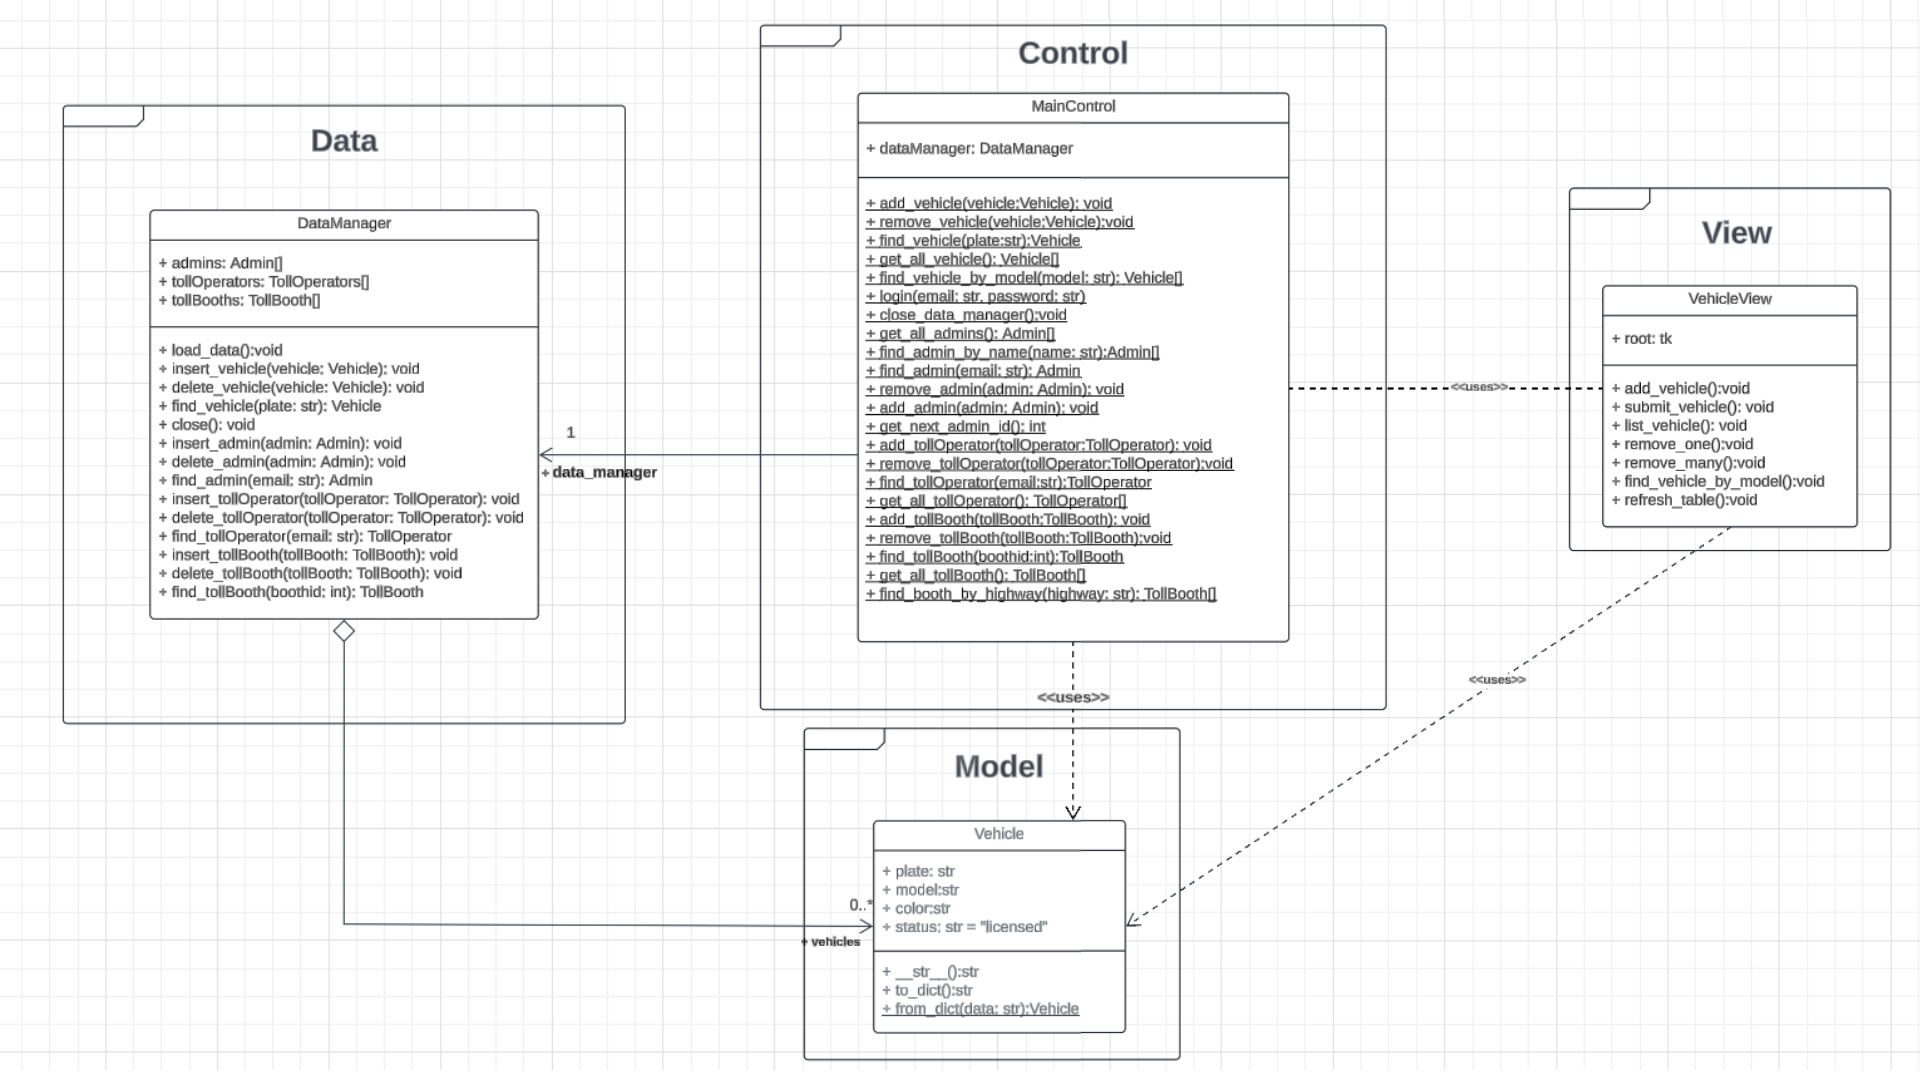 Data
DataManager
+ admins: Admin[]
+ tollOperators: TollOperators[]
+ tollBooths: TollBooth[]
+ load_data():void
+ insert_vehicle(vehicle: Vehicle): void
+ delete_vehicle(vehicle: Vehicle): void
+ find_vehicle(plate: str): Vehicle
+ close(): void
+ insert_admin(admin: Admin): void
+ delete_admin(admin: Admin): void
+ find_admin(email: str): Admin
+ insert_tollOperator(tollOperator: TollOperator): void
+ delete_tollOperator(tollOperator: TollOperator): void
+ find_tollOperator(email: str): TollOperator
+ insert_tollBooth(tollBooth: TollBooth): void
+ delete_tollBooth(tollBooth: TollBooth): void
+ find_tollBooth(boothid: int): TollBooth
1
+ data_manager
Control
MainControl
+ dataManager: DataManager
+ add_vehicle(vehicle:Vehicle): void
+ remove_vehicle(vehicle:Vehicle):void
+ find_vehicle(plate:str):Vehicle
+ get_all_vehicle(): Vehicle[]
+ find_vehicle_by_model(model: str): Vehicle[]
+ login(email: str, password: str)
+ close_data_manager():void
+ get_all_admins(): Admin[]
+ find_admin_by_name(name: str):Admin[]
+ find_admin(email: str): Admin
+ remove_admin(admin: Admin): void
+ add_admin(admin: Admin): void
+ get_next_admin_id(): int
+ add_tollOperator(tollOperator:TollOperator): void
+ remove_tollOperator(tollOperator:TollOperator):void
+ find_tollOperator(email:str):TollOperator
+ get_all_tollOperator(): TollOperator[]
+ add_tollBooth(tollBooth:TollBooth): void
+ remove_tollBooth(tollBooth:TollBooth):void
+ find_tollBooth(boothid:int):TollBooth
+ get_all_tollBooth(): TollBooth[]
+ find_booth_by_highway(highway: str): TollBooth[]
<<uses>>
View
VehicleView
+ root: tk
+ add_vehicle():void
+ submit_vehicle(): void
+ list_vehicle(): void
+ remove_one():void
+ remove_many():void
+ find_vehicle_by_model():void
+ refresh_table():void
<<uses>>
<<uses>>
Model
Vehicle
+ plate: str
+ model:str
+ color:str
+ status: str = "licensed"
+ __str__():str
+ to_dict():str
+ from_dict(data: str):Vehicle
0..*
+ vehicles